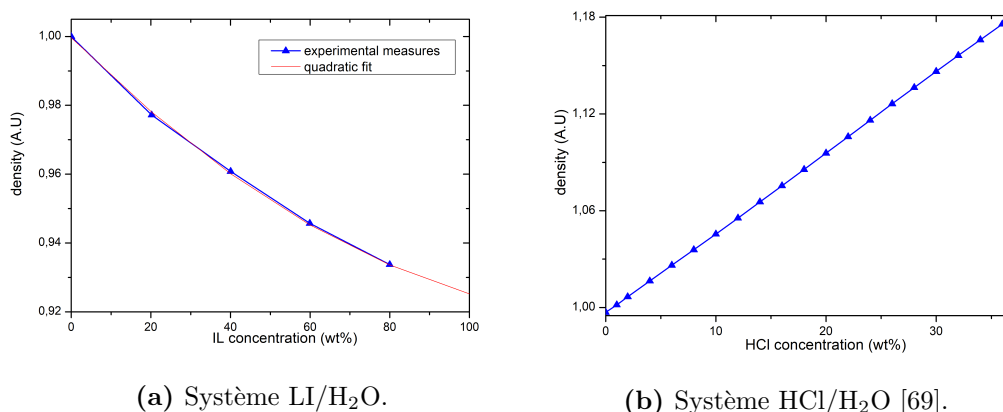 1,00
0,98
0,96
0,94
0,92
density (A.U)
experimental measures
quadratic fit
0 20 40 60 80 100
IL concentration (wt%)
(a) Système LI/H₂O.
1,18
1,12
1,06
1,00
density (A.U)
0 10 20 30
HCl concentration (wt%)
(b) Système HCl/H₂O [69].